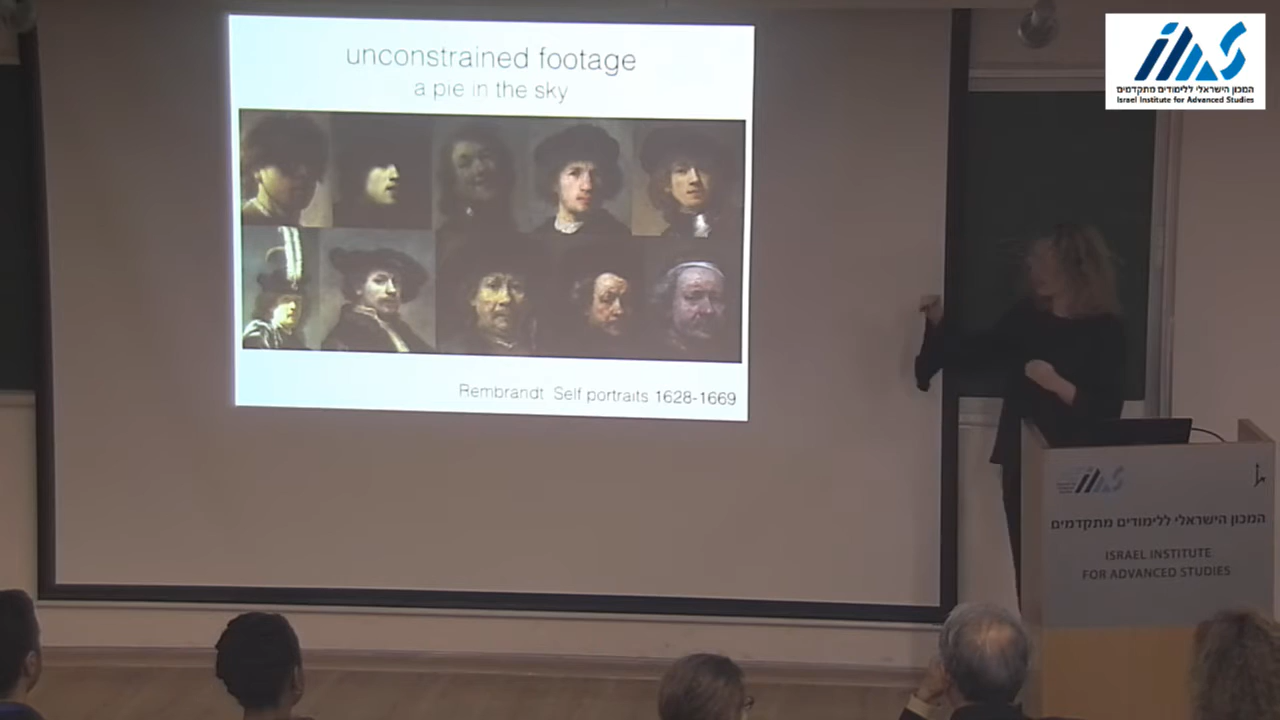 unconstrained footage
a pie in the sky
Rembrandt Self portraits 1628-1669
המכון הישראלי ללימודים מתקדמים
Israel Institute for Advanced Studies
המכון הישראלי ללימודים מתקדמים
ISRAEL INSTITUTE
FOR ADVANCED STUDIES